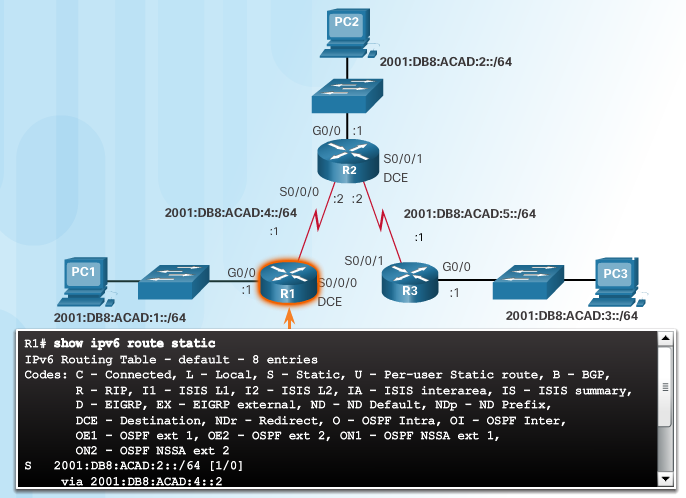 PC2
2001:DB8:ACAD:2::/64
G0/0 :1
R2
S0/0/1
DCE
S0/0/0
:2 :2
2001:DB8:ACAD:4::/64
2001:DB8:ACAD:5::/64
:1
:1
PC1
G0/0
:1
R1
S0/0/0
DCE
S0/0/1
R3
G0/0
:1
PC3
2001:DB8:ACAD:1::/64
2001:DB8:ACAD:3::/64
R1# show ipv6 route static
IPv6 Routing Table - default - 8 entries
Codes: C - Connected, L - Local, S - Static, U - Per-user Static route, B - BGP,
R - RIP, I1 - ISIS L1, I2 - ISIS L2, IA - ISIS interarea, IS - ISIS summary,
D - EIGRP, EX - EIGRP external, ND - ND Default, NDp - ND Prefix,
DCE - Destination, NDr - Redirect, O - OSPF Intra, OI - OSPF Inter,
OE1 - OSPF ext 1, OE2 - OSPF ext 2, ON1 - OSPF NSSA ext 1,
ON2 - OSPF NSSA ext 2
S 2001:DB8:ACAD:2::/64 [1/0]
via 2001:DB8:ACAD:4::2